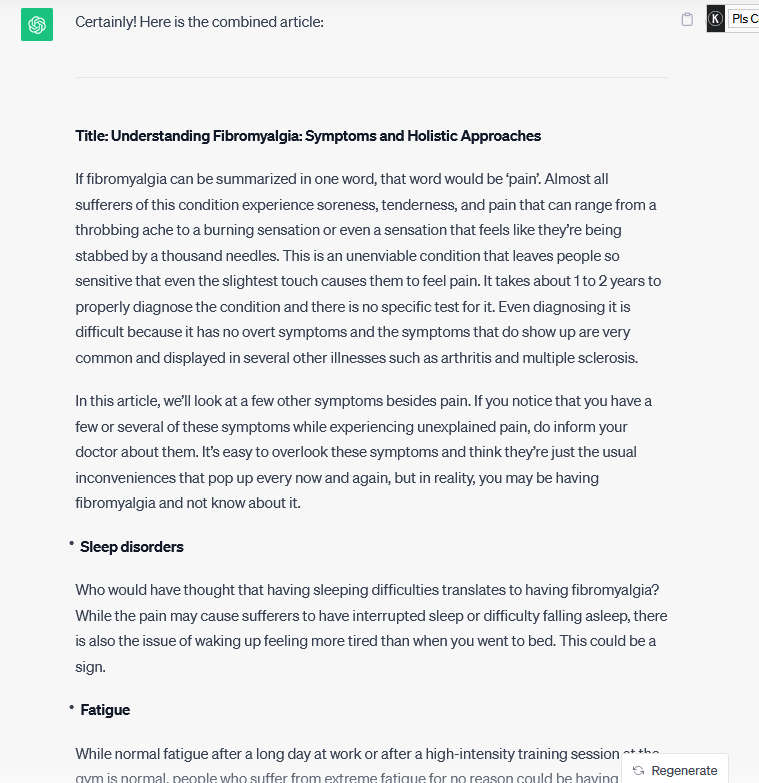 Certainly! Here is the combined article:
K
Pls C
Title: Understanding Fibromyalgia: Symptoms and Holistic Approaches
If fibromyalgia can be summarized in one word, that word would be ‘pain’. Almost all
sufferers of this condition experience soreness, tenderness, and pain that can range from a
throbbing ache to a burning sensation or even a sensation that feels like they’re being
stabbed by a thousand needles. This is an unenviable condition that leaves people so
sensitive that even the slightest touch causes them to feel pain. It takes about 1 to 2 years to
properly diagnose the condition and there is no specific test for it. Even diagnosing it is
difficult because it has no overt symptoms and the symptoms that do show up are very
common and displayed in several other illnesses such as arthritis and multiple sclerosis.
In this article, we’ll look at a few other symptoms besides pain. If you notice that you have a
few or several of these symptoms while experiencing unexplained pain, do inform your
doctor about them. It’s easy to overlook these symptoms and think they’re just the usual
inconveniences that pop up every now and again, but in reality, you may be having
fibromyalgia and not know about it.
• Sleep disorders
Who would have thought that having sleeping difficulties translates to having fibromyalgia?
While the pain may cause sufferers to have interrupted sleep or difficulty falling asleep, there
is also the issue of waking up feeling more tired than when you went to bed. This could be a
sign.
• Fatigue
While normal fatigue after a long day at work or after a high-intensity training session at the
gym is normal, people who suffer from extreme fatigue for no reason could be having
Regenerate